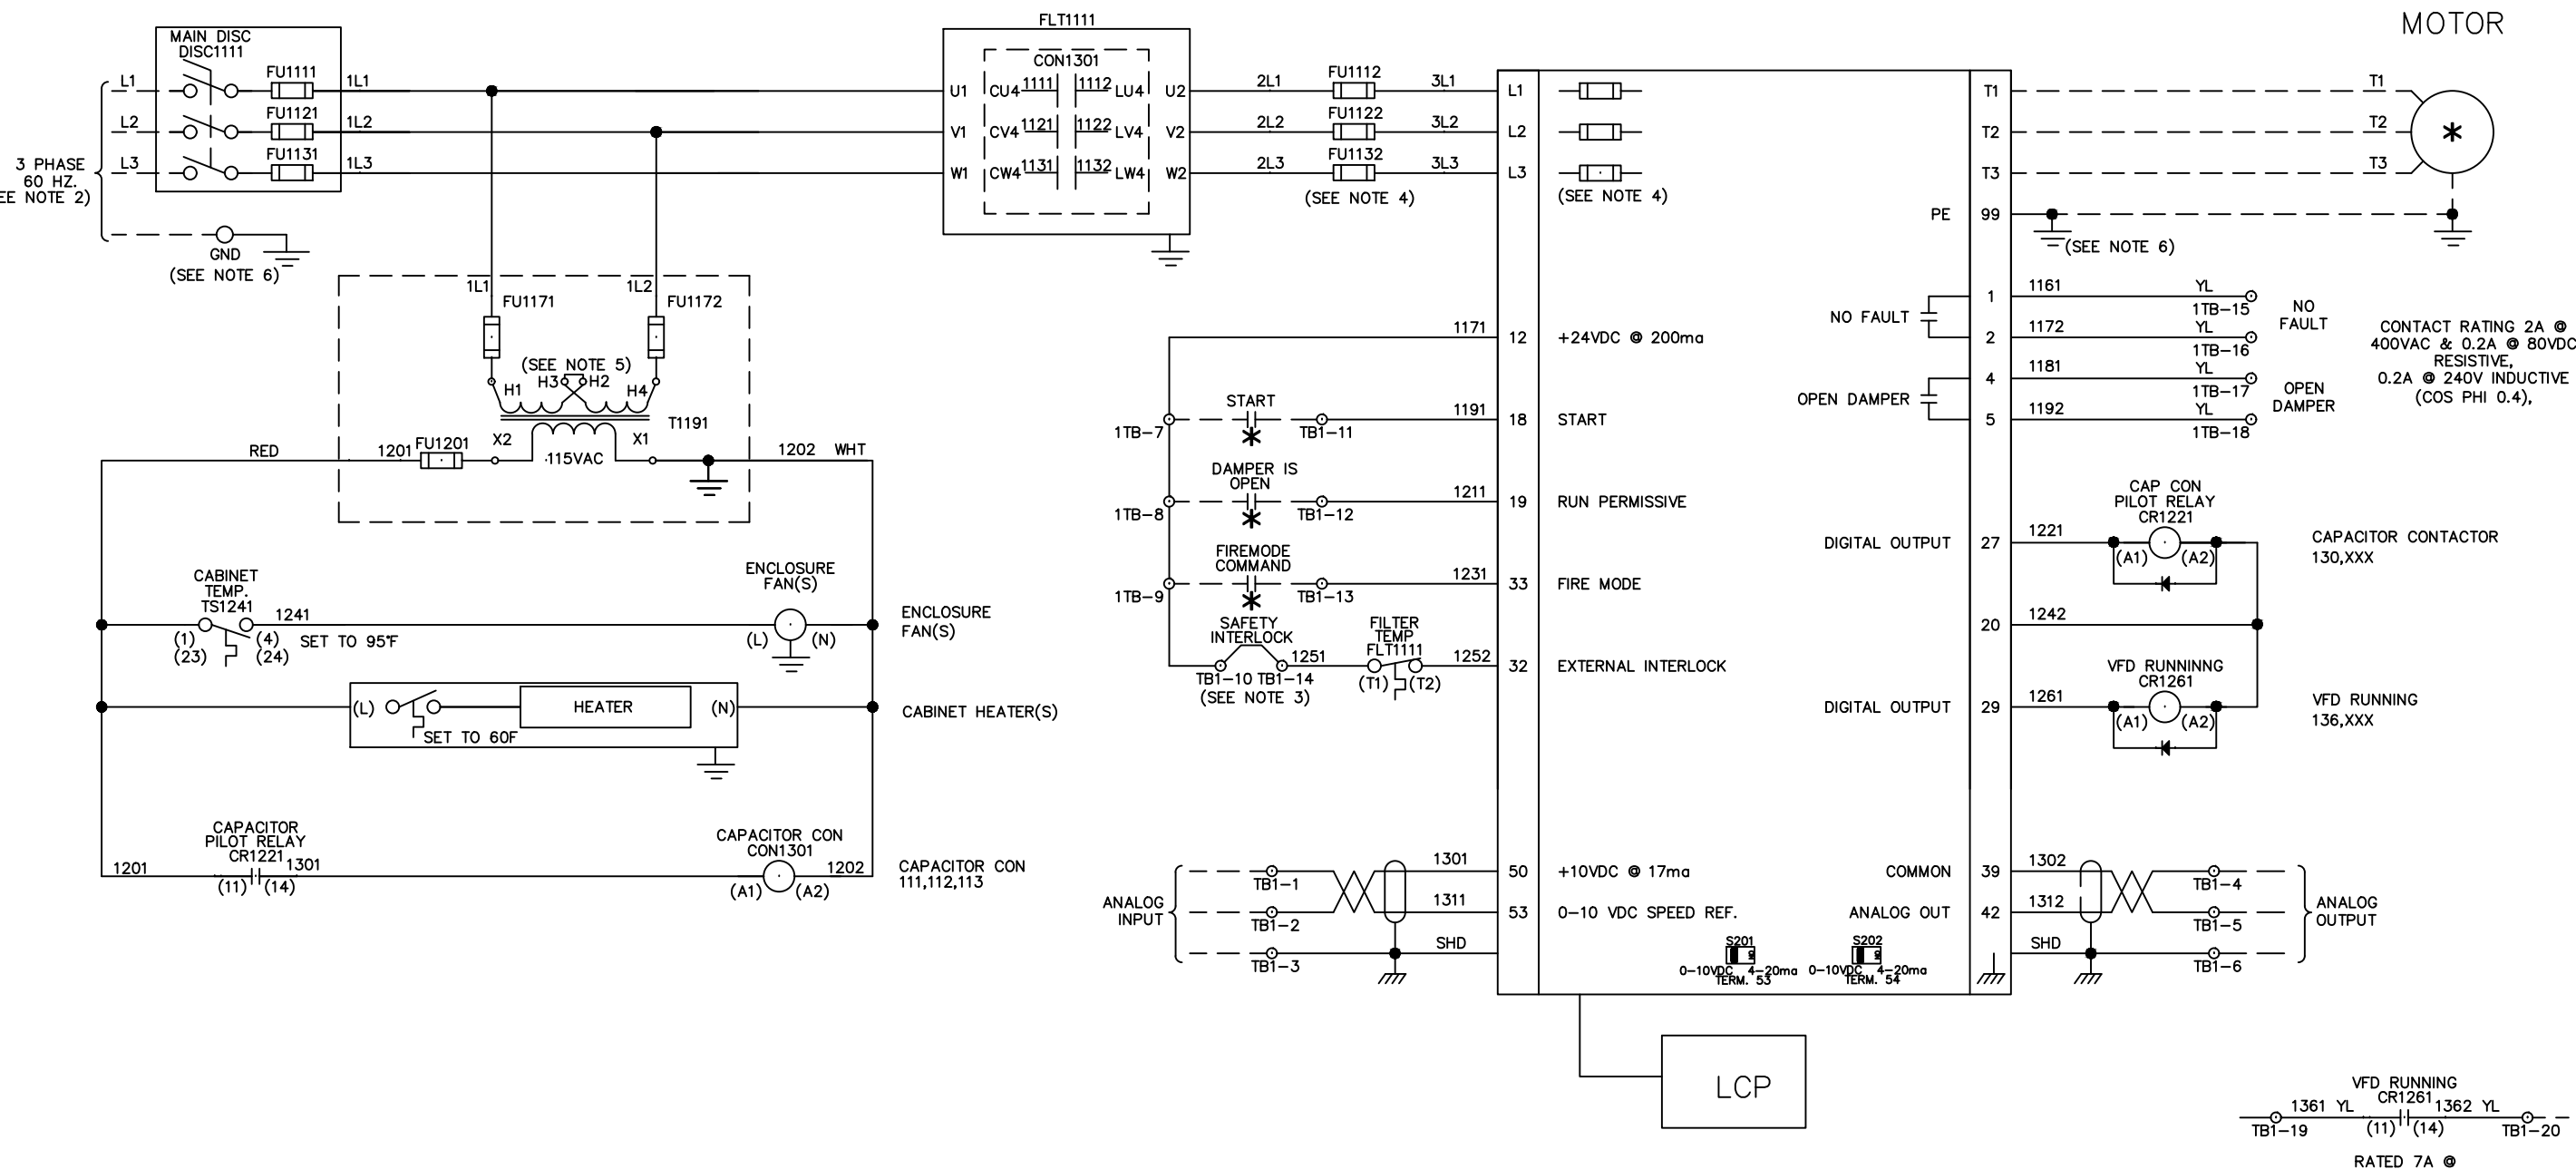 MOTOR
FLT1111
MAIN DISC
DISC1111
CON1301
L1
FU1111
1L1
U1
CU4
1111
1112
LU4
U2
2L1
FU1112
3L1
L1
T1
T1
L2
FU1121
1L2
V1
CV4
1121
1122
LV4
V2
2L2
FU1122
3L2
L2
T2
T2
L3
FU1131
1L3
W1
CW4
1131
1132
LW4
W2
2L3
FU1132
3L3
L3
T3
T3
3 PHASE
60 HZ.
EE NOTE 2)
(SEE NOTE 4)
(SEE NOTE 4)
PE
99
GND
(SEE NOTE 6)
(SEE NOTE 6)
1L1
FU1171
1L2
FU1172
(SEE NOTE 5)
H1
H3
H2
H4
T1191
X2
X1
115VAC
RED
1201
FU1201
1202
WHT
1171
12
+24VDC @ 200ma
START
1TB-7
TB1-11
1191
18
START
DAMPER IS
OPEN
1TB-8
TB1-12
1211
19
RUN PERMISSIVE
FIREMODE
COMMAND
1TB-9
TB1-13
1231
33
FIRE MODE
SAFETY
INTERLOCK
FILTER
TEMP
FLT1111
1251
1252
32
EXTERNAL INTERLOCK
TB1-10
TB1-14
(T1)
(T2)
(SEE NOTE 3)
NO FAULT
1
1161
YL
1TB-15
2
1172
YL
1TB-16
NO
FAULT
OPEN DAMPER
4
1181
YL
1TB-17
5
1192
YL
1TB-18
OPEN
DAMPER
CONTACT RATING 2A @
400VAC & 0.2A @ 80VDC
RESISTIVE,
0.2A @ 240V INDUCTIVE
(COS PHI 0.4),
CAP CON
PILOT RELAY
CR1221
DIGITAL OUTPUT
27
1221
(A1)
(A2)
CAPACITOR CONTACTOR
130,XXX
20
1242
VFD RUNNINNG
CR1261
DIGITAL OUTPUT
29
1261
(A1)
(A2)
VFD RUNNING
136,XXX
CABINET
TEMP.
TS1241
1241
(1)
(23)
(4)
(24)
SET TO 95°F
ENCLOSURE
FAN(S)
(L)
(N)
ENCLOSURE
FAN(S)
(L)
HEATER
(N)
SET TO 60F
CABINET HEATER(S)
CAPACITOR
PILOT RELAY
CR1221
1201
1301
(11)
(14)
CAPACITOR CON
CON1301
(A1)
(A2)
1202
CAPACITOR CON
111,112,113
ANALOG
INPUT
TB1-1
1301
50
+10VDC @ 17ma
TB1-2
1311
53
0-10 VDC SPEED REF.
TB1-3
SHD
COMMON
39
1302
TB1-4
ANALOG OUT
42
1312
TB1-5
SHD
TB1-6
ANALOG
OUTPUT
S201
0-10VDC 4-20ma
TERM. 53
S202
0-10VDC 4-20ma
TERM. 54
LCP
VFD RUNNING
CR1261
1361 YL
1362 YL
TB1-19
(11)
(14)
TB1-20
RATED 7A @